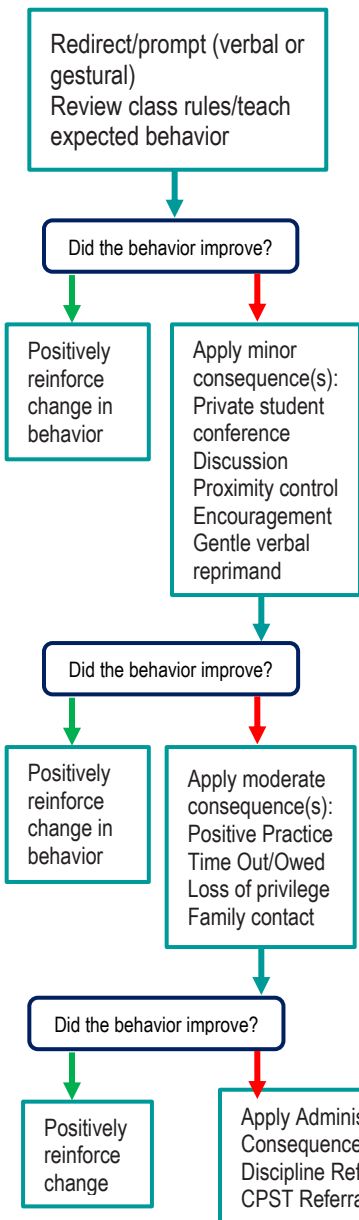 Redirect/prompt (verbal or
gestural)
Review class rules/teach
expected behavior
Did the behavior improve?
Positively
reinforce
change in
behavior
Apply minor
consequence(s):
Private student
conference
Discussion
Proximity control
Encouragement
Gentle verbal
reprimand
Did the behavior improve?
Positively
reinforce
change in
behavior
Apply moderate
consequence(s):
Positive Practice
Time Out/Owed
Loss of privilege
Family contact
Did the behavior improve?
Positively
reinforce
change
Apply
Consequence
Discipline
CPST